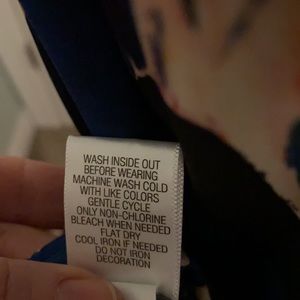 WASH INSIDE OUT
BEFORE WEARING
MACHINE WASH COLD
WITH LIKE COLORS
GENTLE CYCLE
ONLY NON-CHLORINE
BLEACH WHEN NEEDED
FLAT DRY
COOL IRON IF NEEDED
DO NOT IRON
DECORATION